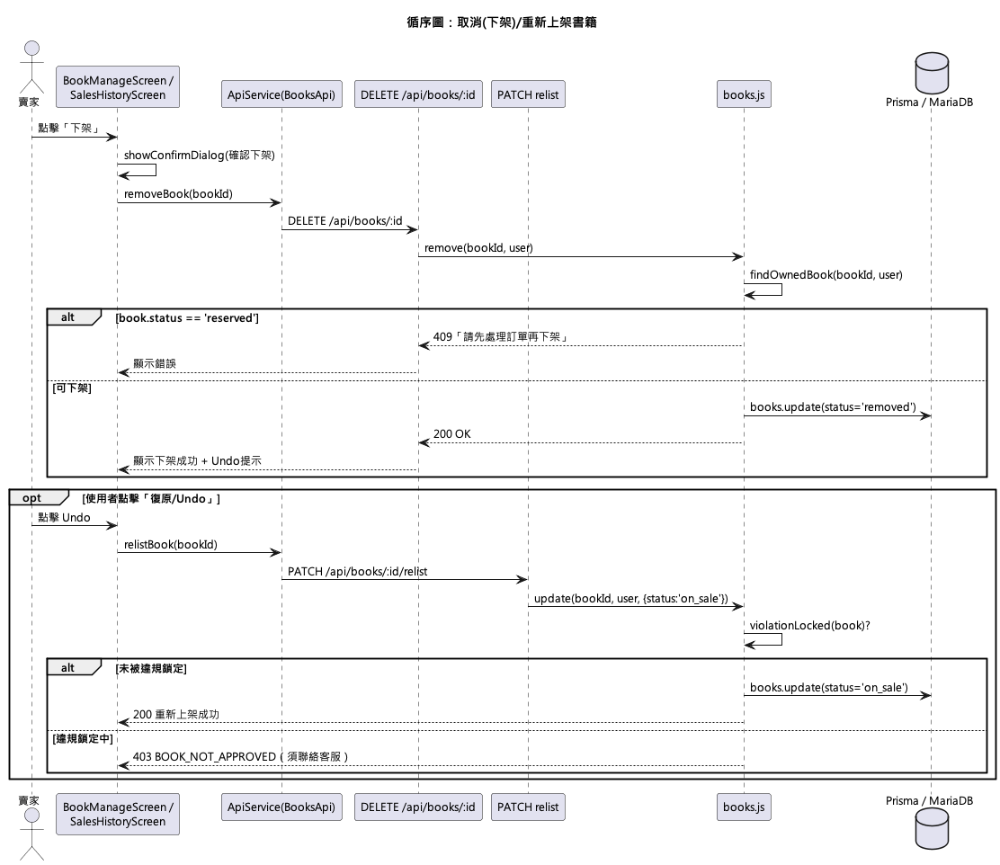 循序圖：取消(下架)/重新上架書籍
賣家
BookManageScreen /
SalesHistoryScreen
ApiService(BooksApi)
DELETE /api/books/:id
PATCH relist
books.js
Prisma / MariaDB
點擊「下架」
showConfirmDialog(確認下架)
removeBook(bookId)
DELETE /api/books/:id
remove(bookId, user)
findOwnedBook(bookId, user)
alt [book.status == 'reserved']
409「請先處理訂單再下架」
顯示錯誤
[可下架]
books.update(status='removed')
200 OK
顯示下架成功 + Undo提示
opt [使用者點擊「復原/Undo」]
點擊 Undo
relistBook(bookId)
PATCH /api/books/:id/relist
update(bookId, user, {status:'on_sale'})
violationLocked(book)?
alt [未被違規鎖定]
books.update(status='on_sale')
200 重新上架成功
[違規鎖定中]
403 BOOK_NOT_APPROVED（須聯絡客服）
賣家
BookManageScreen /
SalesHistoryScreen
ApiService(BooksApi)
DELETE /api/books/:id
PATCH relist
books.js
Prisma / MariaDB